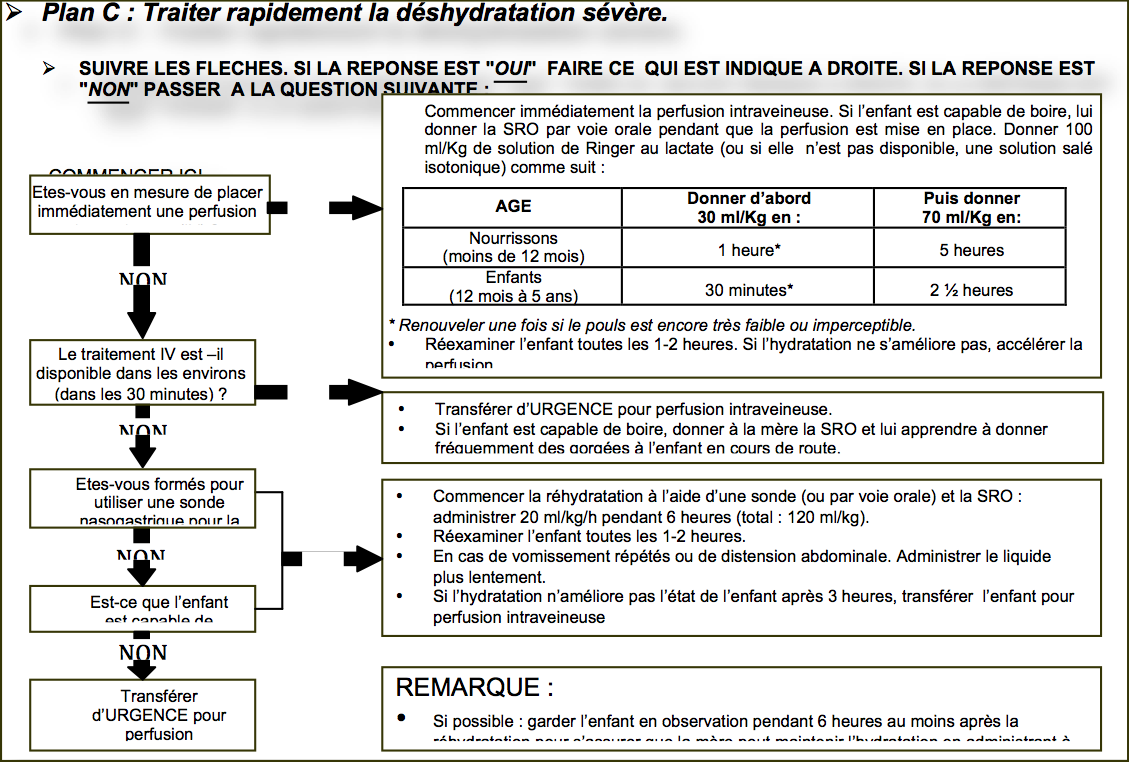 ➢ Plan C : Traiter rapidement la déshydratation sévère.
➢ SUIVRE LES FLECHES. SI LA REPONSE EST "OUI" FAIRE CE QUI EST INDIQUE A DROITE. SI LA REPONSE EST
"NON" PASSER A LA QUESTION SUIVANTE :
COMMENCER ICI
Etes-vous en mesure de placer
immédiatement une perfusion
Commencer immédiatement la perfusion intraveineuse. Si l’enfant est capable de boire, lui
donner la SRO par voie orale pendant que la perfusion est mise en place. Donner 100
ml/Kg de solution de Ringer au lactate (ou si elle n’est pas disponible, une solution salé
isotonique) comme suit :
AGE
Donner d’abord
30 ml/Kg en :
Puis donner
70 ml/Kg en:
Nourrissons
(moins de 12 mois)
1 heure*
5 heures
Enfants
(12 mois à 5 ans)
30 minutes*
2 ½ heures
* Renouveler une fois si le pouls est encore très faible ou imperceptible.
• Réexaminer l’enfant toutes les 1-2 heures. Si l’hydratation ne s’améliore pas, accélérer la
perfusion
NON
Le traitement IV est –il
disponible dans les environs
(dans les 30 minutes) ?
• Transférer d’URGENCE pour perfusion intraveineuse.
• Si l’enfant est capable de boire, donner à la mère la SRO et lui apprendre à donner
fréquemment des gorgées à l’enfant en cours de route.
NON
Etes-vous formés pour
utiliser une sonde
nasogastrique pour la
• Commencer la réhydratation à l’aide d’une sonde (ou par voie orale) et la SRO :
administrer 20 ml/kg/h pendant 6 heures (total : 120 ml/kg).
• Réexaminer l’enfant toutes les 1-2 heures.
• En cas de vomissement répétés ou de distension abdominale. Administrer le liquide
plus lentement.
• Si l’hydratation n’améliore pas l’état de l’enfant après 3 heures, transférer l’enfant pour
perfusion intraveineuse
NON
Est-ce que l’enfant
est capable de
NON
Transférer
d’URGENCE pour
perfusion
REMARQUE :
• Si possible : garder l’enfant en observation pendant 6 heures au moins après la
réhydratation pour s’assurer que la mère peut maintenir l’hydratation en administrant à